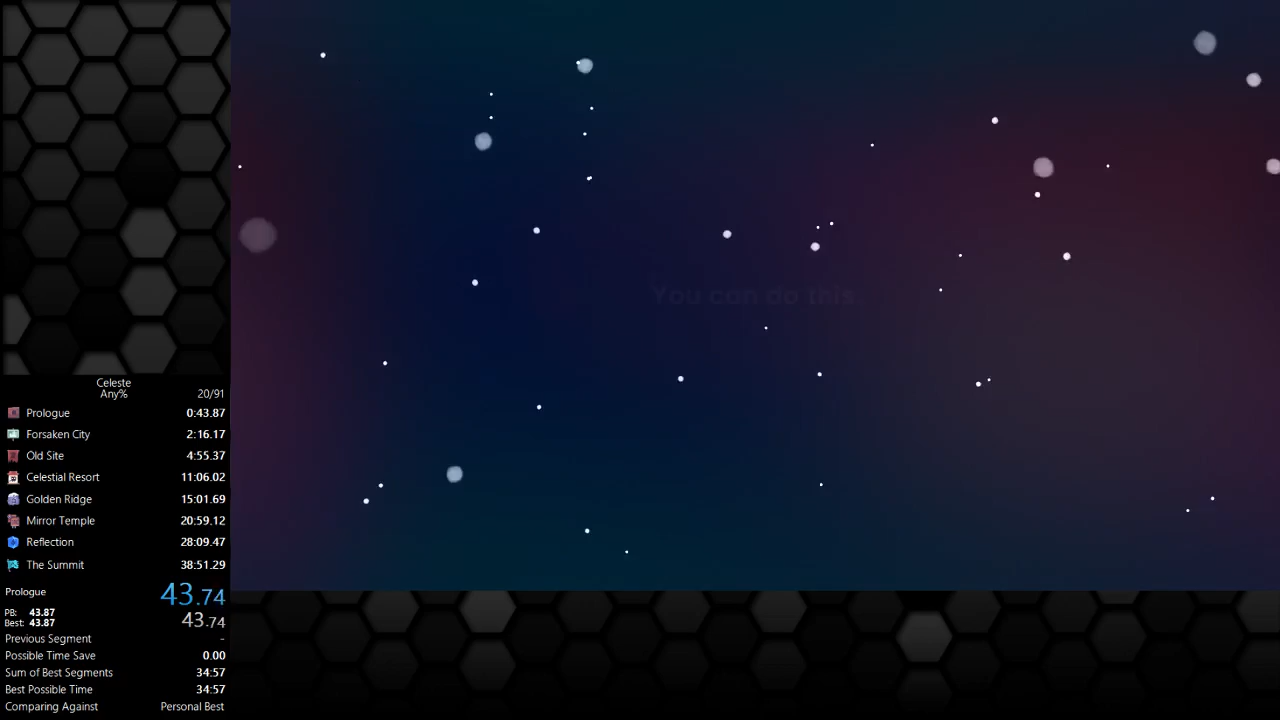 You can do this
Celeste
Any% 20/91
Prologue 0:43.87
Forsaken City 2:16.17
Old Site 4:55.37
Celestial Resort 11:06.02
Golden Ridge 15:01.69
Mirror Temple 20:59.12
Reflection 28:09.47
The Summit 38:51.29
Prologue 43.74
PB: 43.87
Best: 43.87 43.74
Previous Segment -
Possible Time Save 0.00
Sum of Best Segments 34:57
Best Possible Time 34:57
Comparing Against Personal Best